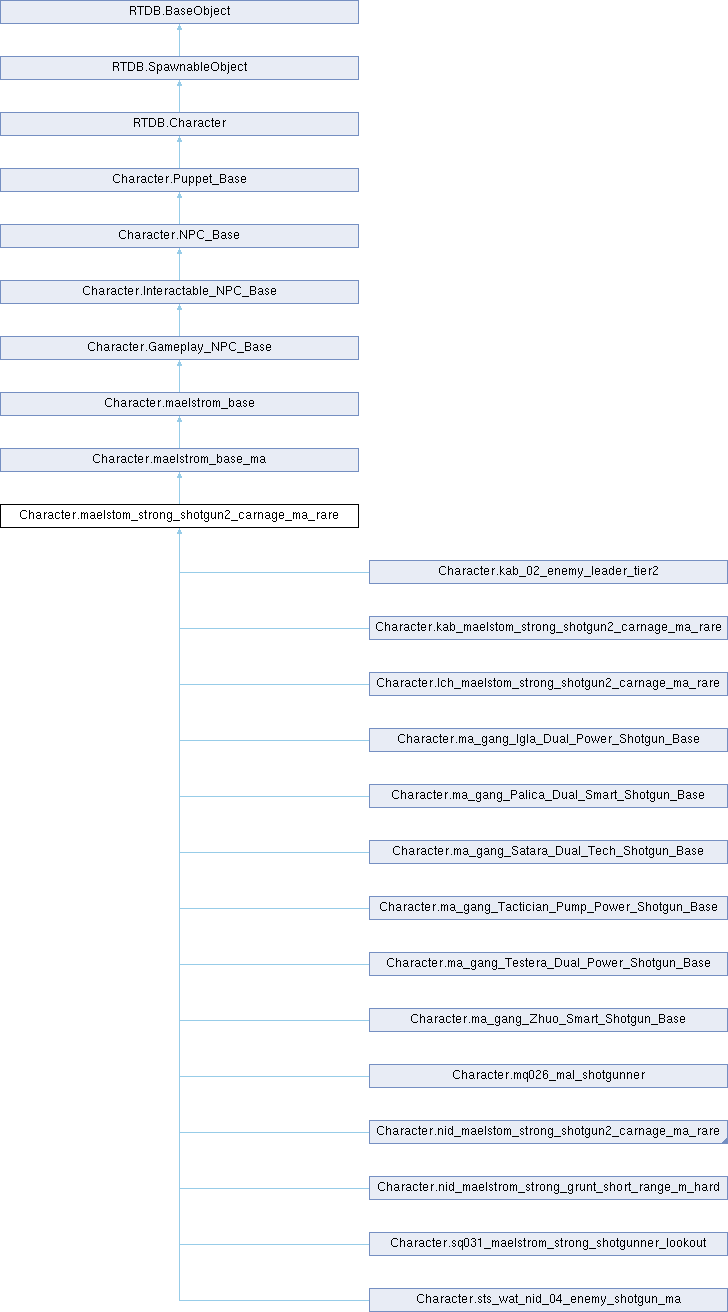 RTDB.BaseObject
RTDB.SpawnableObject
RTDB.Character
Character.Puppet_Base
Character.NPC_Base
Character.Interactable_NPC_Base
Character.Gameplay_NPC_Base
Character.maelstrom_base
Character.maelstrom_base_ma
Character.maelstom_strong_shotgun2_carnage_ma_rare
Character.kab_02_enemy_leader_tier2
Character.kab_maelstom_strong_shotgun2_carnage_ma_rare
Character.lch_maelstom_strong_shotgun2_carnage_ma_rare
Character.ma_gang_Igla_Dual_Power_Shotgun_Base
Character.ma_gang_Palica_Dual_Smart_Shotgun_Base
Character.ma_gang_Satara_Dual_Tech_Shotgun_Base
Character.ma_gang_Tactician_Pump_Power_Shotgun_Base
Character.ma_gang_Testera_Dual_Power_Shotgun_Base
Character.ma_gang_Zhuo_Smart_Shotgun_Base
Character.mq026_mal_shotgunner
Character.nid_maelstom_strong_shotgun2_carnage_ma_rare
Character.nid_maelstrom_strong_grunt_short_range_m_hard
Character.sq031_maelstrom_strong_shotgunner_lookout
Character.sts_wat_nid_04_enemy_shotgun_ma